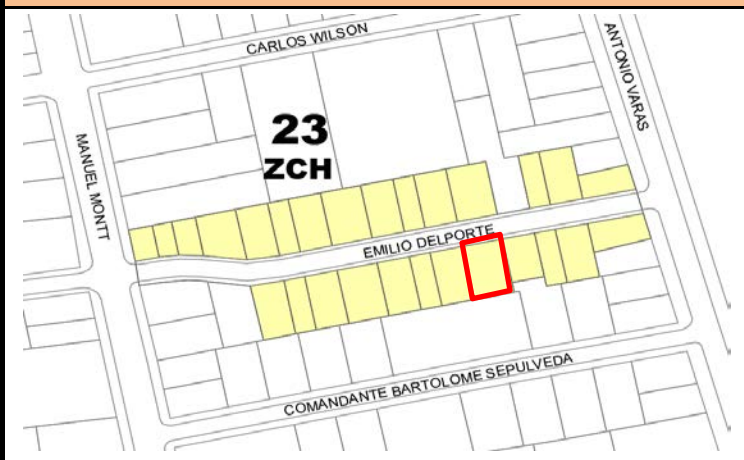 CARLOS WILSON
ANTONIO VARAS
23
ZCH
MANUEL MONTT
EMILIO DELPORTE
COMANDANTE BARTOLOME SEPULVEDA